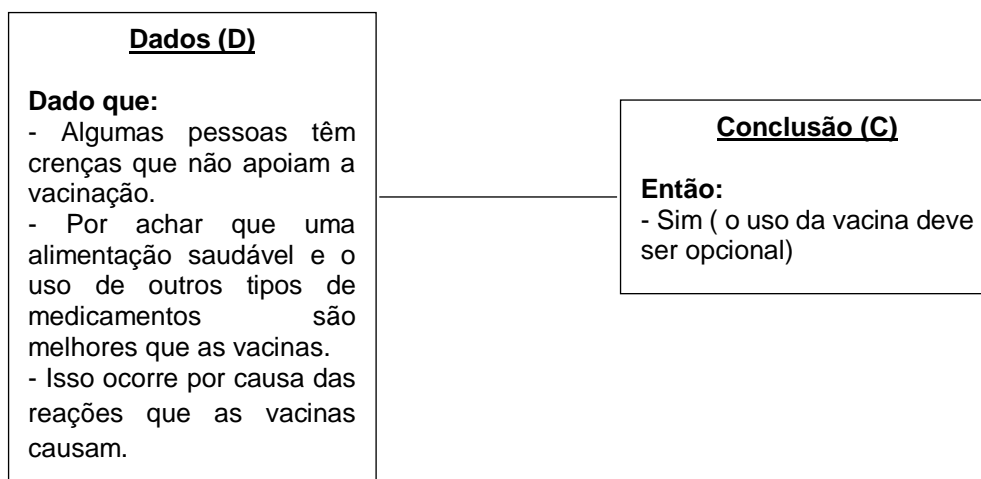 Dados (D)
Dado que:
- Algumas pessoas têm
crenças que não apoiam a
vacinação.
- Por achar que uma
alimentação saudável e o
uso de outros tipos de
medicamentos são
melhores que as vacinas.
- Isso ocorre por causa das
reações que as vacinas
causam.
Conclusão (C)
Então:
- Sim ( o uso da vacina deve
ser opcional)